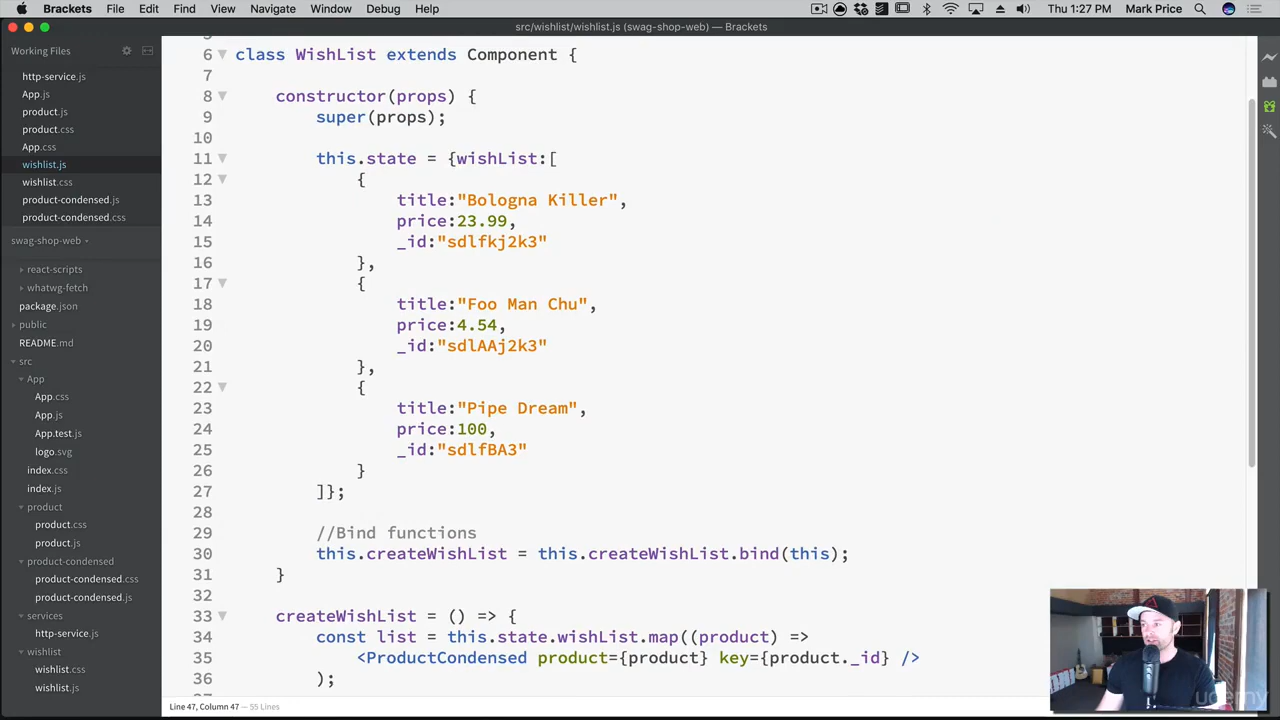 Brackets File Edit Find View Navigate Window Debug Help
Thu 1:27 PM Mark Price
src/wishlist/wishlist.js (swag-shop-web) — Brackets
Working Files
http-service.js
App.js
product.js
product.css
App.css
wishlist.js
wishlist.css
product-condensed.js
product-condensed.css
swag-shop-web
react-scripts
whatwg-fetch
package.json
public
README.md
src
App
App.css
App.js
App.test.js
logo.svg
index.css
index.js
product
product.css
product.js
product-condensed
product-condensed.css
product-condensed.js
services
http-service.js
wishlist
wishlist.css
wishlist.js
6 class WishList extends Component {
7
8 constructor(props) {
9 super(props);
10
11 this.state = {wishList:[
12 {
13 title:"Bologna Killer",
14 price:23.99,
15 _id:"sdlfkj2k3"
16 },
17 {
18 title:"Foo Man Chu",
19 price:4.54,
20 _id:"sdlAAj2k3"
21 },
22 {
23 title:"Pipe Dream",
24 price:100,
25 _id:"sdlfBA3"
26 }
27 ]};
28
29 //Bind functions
30 this.createWishList = this.createWishList.bind(this);
31 }
32
33 createWishList = () => {
34 const list = this.state.wishList.map((product) =>
35 <ProductCondensed product={product} key={product._id} />
36 );
Line 47, Column 47 — 55 Lines
udemy